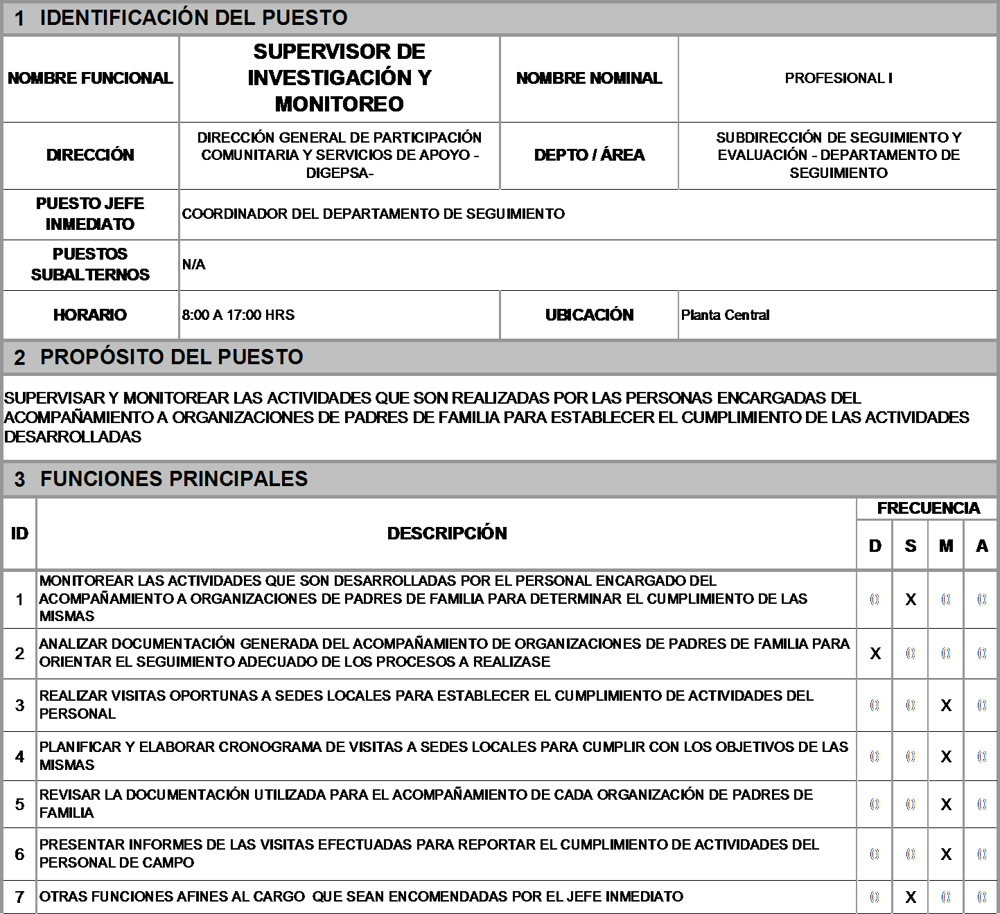 1 IDENTIFICACIÓN DEL PUESTO
NOMBRE FUNCIONAL
SUPERVISOR DE
INVESTIGACIÓN Y
MONITOREO
NOMBRE NOMINAL
PROFESIONAL I
DIRECCIÓN
DIRECCIÓN GENERAL DE PARTICIPACIÓN
COMUNITARIA Y SERVICIOS DE APOYO -
DIGEPSA-
DEPTO / ÁREA
SUBDIRECCIÓN DE SEGUIMIENTO Y
EVALUACIÓN - DEPARTAMENTO DE
SEGUIMIENTO
PUESTO JEFE
INMEDIATO
COORDINADOR DEL DEPARTAMENTO DE SEGUIMIENTO
PUESTOS
SUBALTERNOS
N/A
HORARIO
8:00 A 17:00 HRS
UBICACIÓN
Planta Central
2 PROPÓSITO DEL PUESTO
SUPERVISAR Y MONITOREAR LAS ACTIVIDADES QUE SON REALIZADAS POR LAS PERSONAS ENCARGADAS DEL
ACOMPAÑAMIENTO A ORGANIZACIONES DE PADRES DE FAMILIA PARA ESTABLECER EL CUMPLIMIENTO DE LAS ACTIVIDADES
DESARROLLADAS
3 FUNCIONES PRINCIPALES
ID
DESCRIPCIÓN
FRECUENCIA
D S M A
1
MONITOREAR LAS ACTIVIDADES QUE SON DESARROLLADAS POR EL PERSONAL ENCARGADO DEL
ACOMPAÑAMIENTO A ORGANIZACIONES DE PADRES DE FAMILIA PARA DETERMINAR EL CUMPLIMIENTO DE LAS
MISMAS
0 X 0 0
2
ANALIZAR DOCUMENTACIÓN GENERADA DEL ACOMPAÑAMIENTO DE ORGANIZACIONES DE PADRES DE FAMILIA PARA
ORIENTAR EL SEGUIMIENTO ADECUADO DE LOS PROCESOS A REALIZASE
X 0 0 0
3
REALIZAR VISITAS OPORTUNAS A SEDES LOCALES PARA ESTABLECER EL CUMPLIMIENTO DE ACTIVIDADES DEL
PERSONAL
0 0 X 0
4
PLANIFICAR Y ELABORAR CRONOGRAMA DE VISITAS A SEDES LOCALES PARA CUMPLIR CON LOS OBJETIVOS DE LAS
MISMAS
0 0 X 0
5
REVISAR LA DOCUMENTACIÓN UTILIZADA PARA EL ACOMPAÑAMIENTO DE CADA ORGANIZACIÓN DE PADRES DE
FAMILIA
0 0 X 0
6
PRESENTAR INFORMES DE LAS VISITAS EFECTUADAS PARA REPORTAR EL CUMPLIMIENTO DE ACTIVIDADES DEL
PERSONAL DE CAMPO
0 0 X 0
7
OTRAS FUNCIONES AFINES AL CARGO QUE SEAN ENCOMENDADAS POR EL JEFE INMEDIATO
0 X 0 0